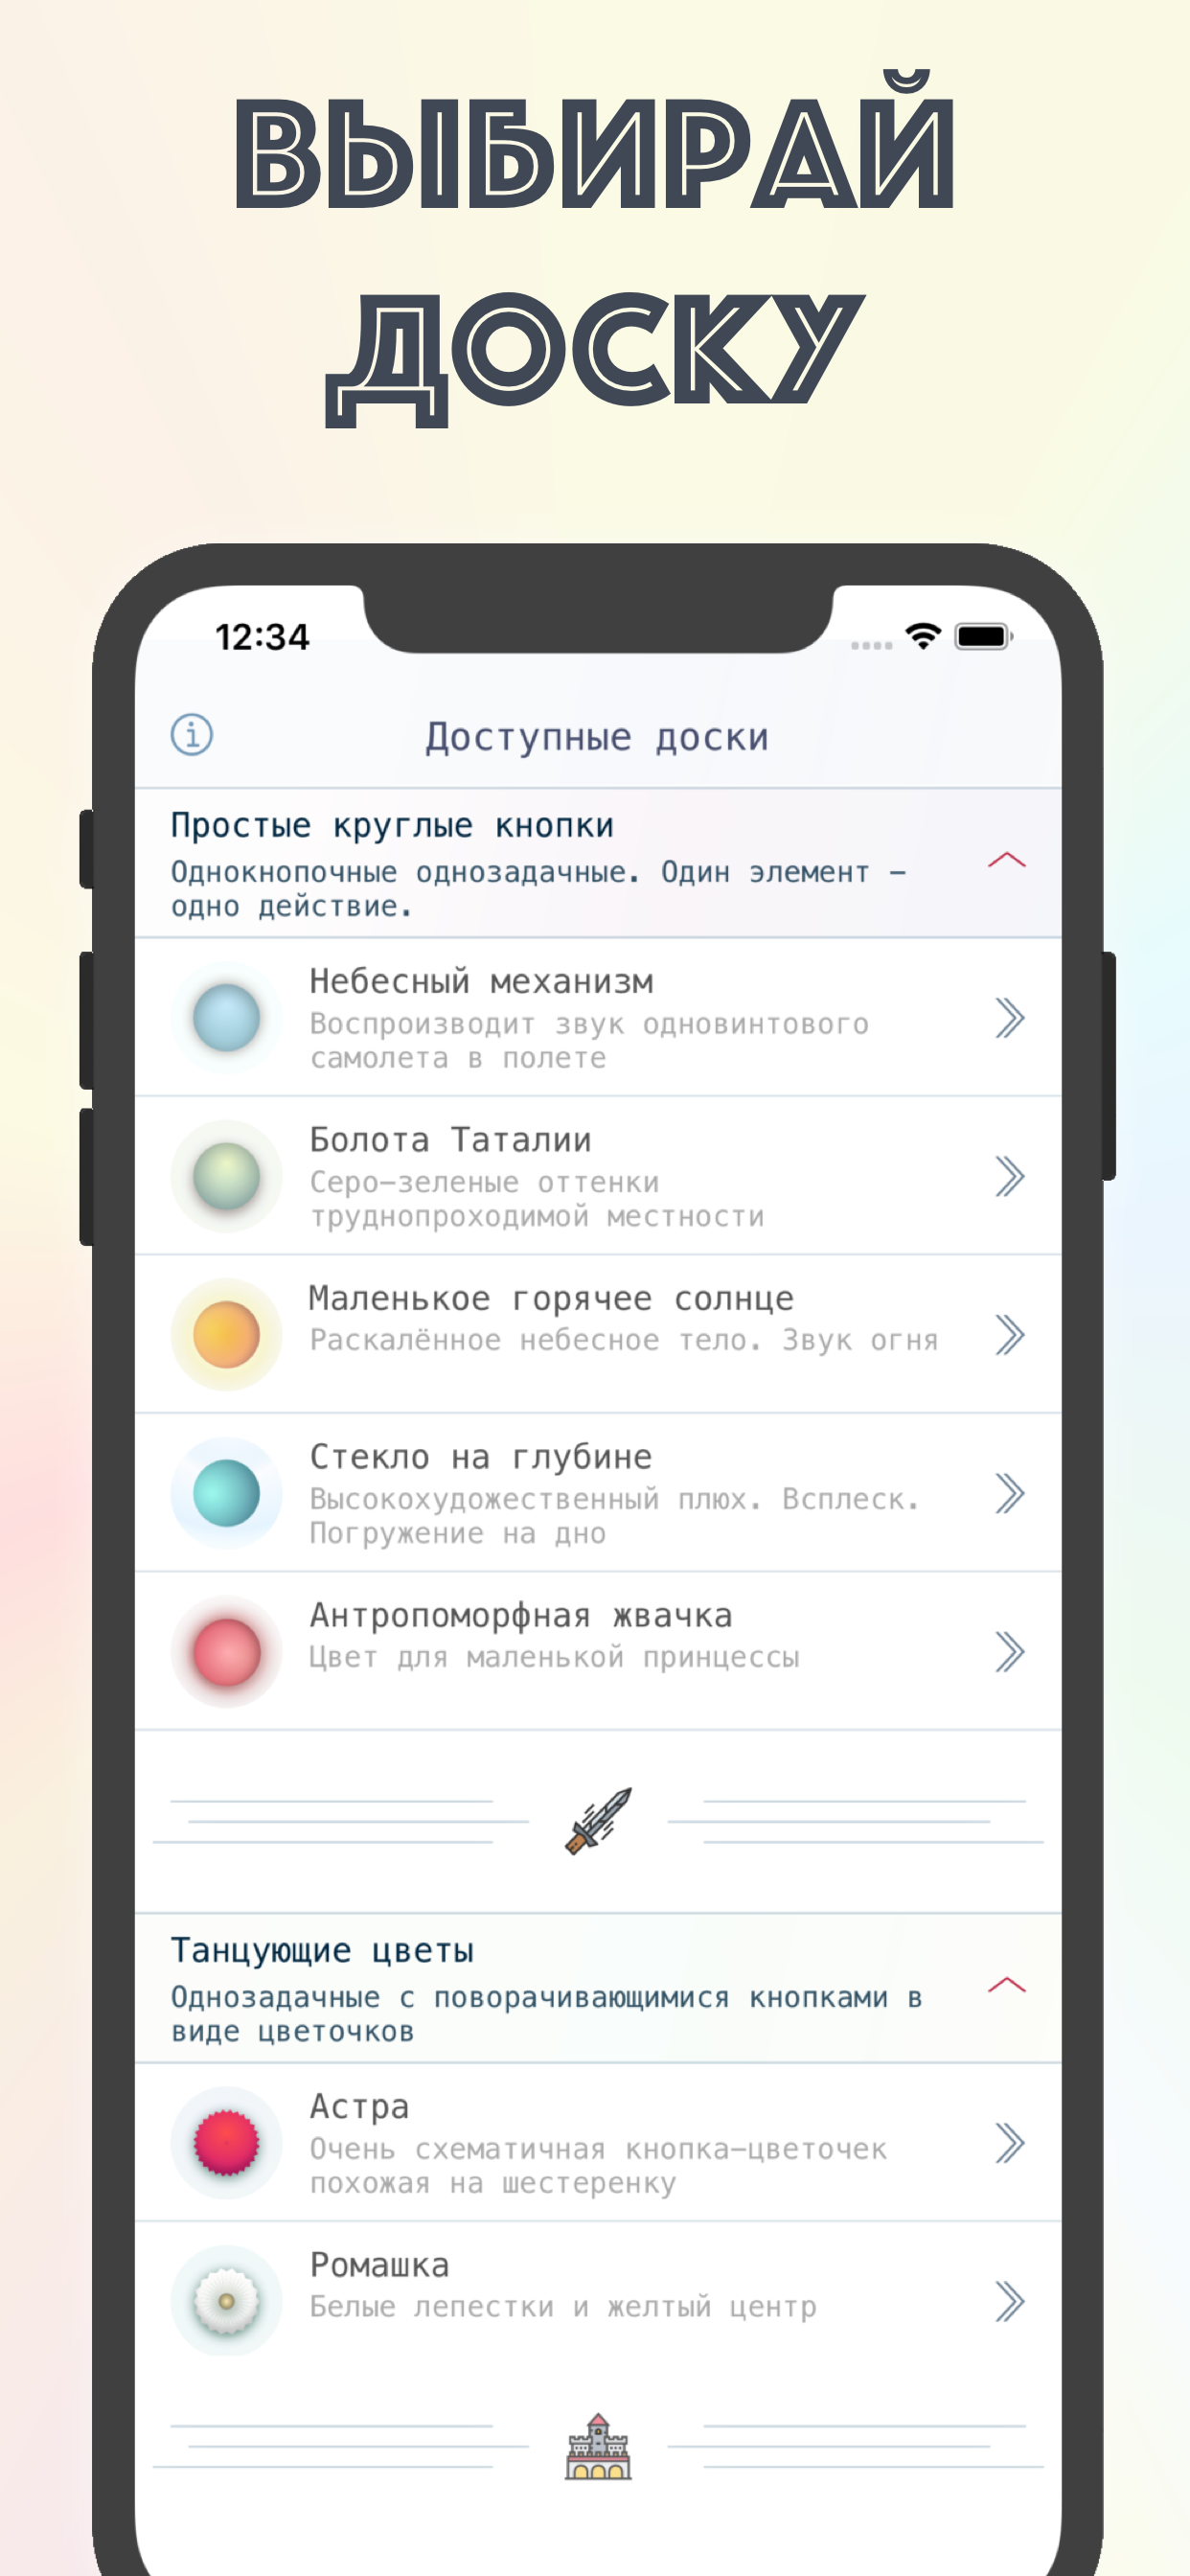 ВЫБИРАЙ
ДОСКУ
12:34
Доступные доски
Простые круглые кнопки
Однокнопочные однозадачные. Один элемент –
одно действие.
Небесный механизм
Воспроизводит звук одновинтового
самолета в полете
Болота Таталии
Серо-зеленые оттенки
труднопроходимой местности
Маленькое горячее солнце
Раскалённое небесное тело. Звук огня
Стекло на глубине
Высокохудожественный плюх. Всплеск.
Погружение на дно
Антропоморфная жвачка
Цвет для маленькой принцессы
Танцующие цветы
Однозадачные с поворачивающимися кнопками в
виде цветочков
Астра
Очень схематичная кнопка-цветочек
похожая на шестеренку
Ромашка
Белые лепестки и желтый центр